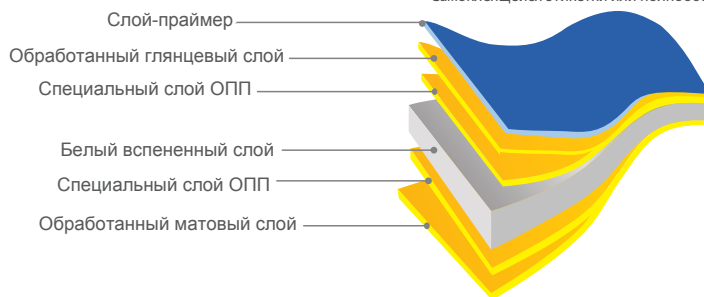 Слой-праймер
Обработанный глянцевый слой
Специальный слой ОПП
Белый вспененный слой
Специальный слой ОПП
Обработанный матовый слой